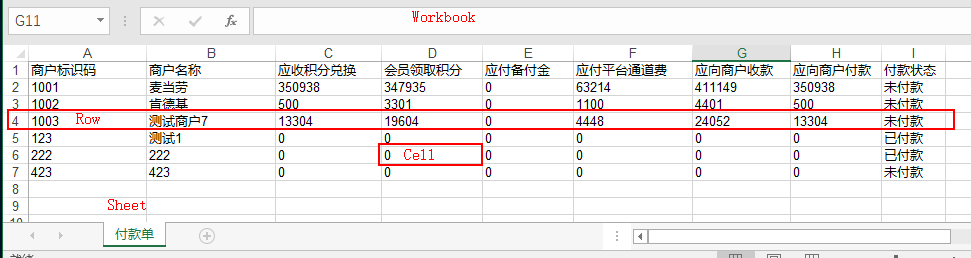 G11 fx Workbook
A B C D E F G H I
1 商户标识码 商户名称 应收积分兑换 会员领取积分 应付备付金 应付平台通道费 应向商户收款 应向商户付款 付款状态
2 1001 麦当劳 350938 347935 0 63214 411149 350938 未付款
3 1002 肯德基 500 3301 0 1100 4401 500 未付款
4 1003 Row 测试商户7 13304 19604 0 4448 24052 13304 未付款
5 123 测试1 0 0 0 0 0 0 已付款
6 222 222 0 0 Cell 0 0 0 0 已付款
7 423 423 0 0 0 0 0 0 未付款
8
9 Sheet
付款单